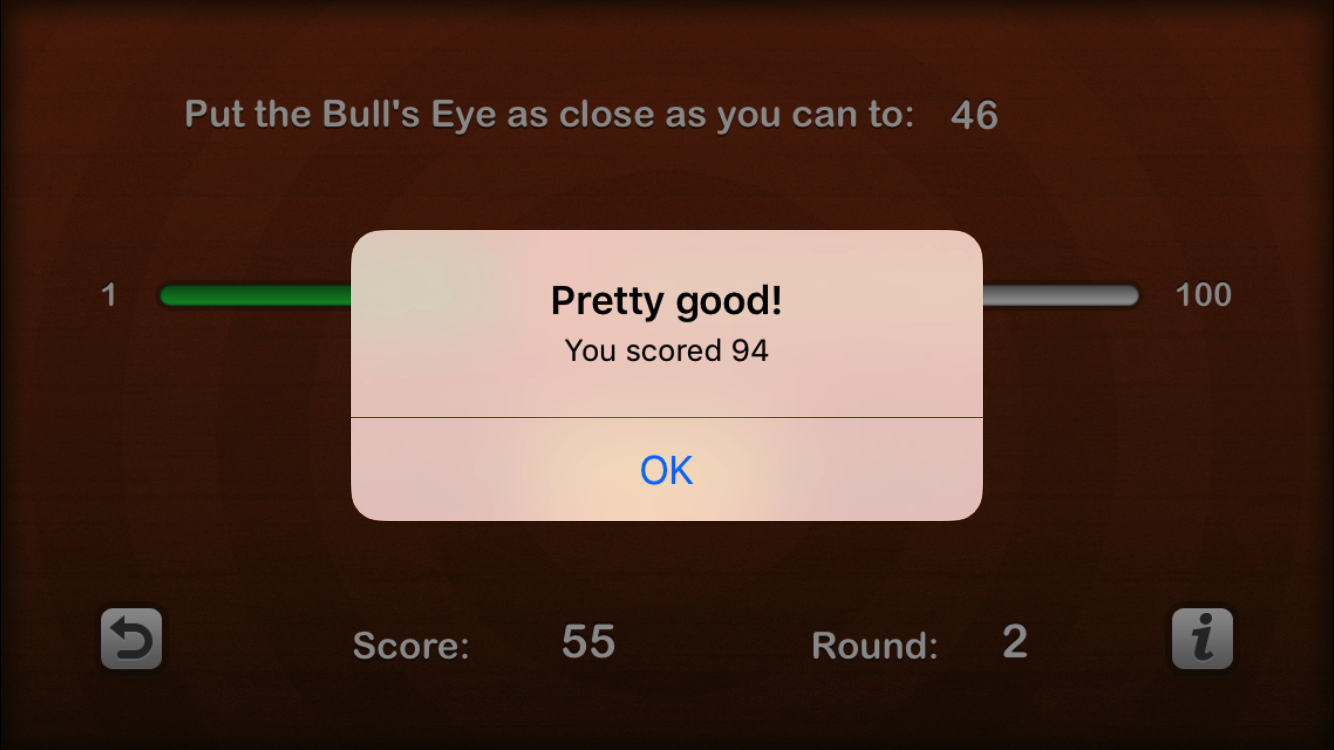 Put the Bull's Eye as close as you can to: 46
1 100
Pretty good!
You scored 94
OK
Score: 55 Round: 2 i